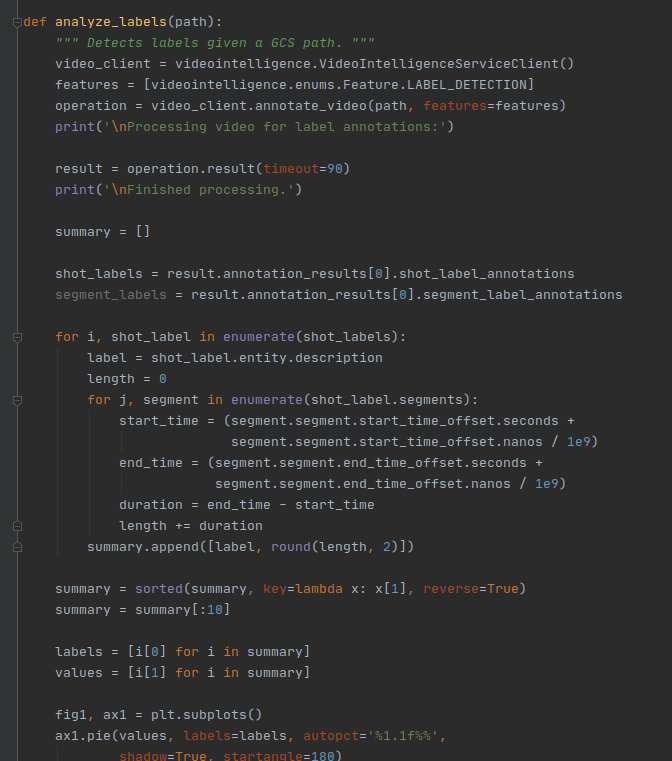 def analyze_labels(path):
    """ Detects labels given a GCS path. """
    video_client = videointelligence.VideoIntelligenceServiceClient()
    features = [videointelligence.enums.Feature.LABEL_DETECTION]
    operation = video_client.annotate_video(path, features=features)
    print('\nProcessing video for label annotations:')

    result = operation.result(timeout=90)
    print('\nFinished processing.')

    summary = []

    shot_labels = result.annotation_results[0].shot_label_annotations
    segment_labels = result.annotation_results[0].segment_label_annotations

    for i, shot_label in enumerate(shot_labels):
        label = shot_label.entity.description
        length = 0
        for j, segment in enumerate(shot_label.segments):
            start_time = (segment.segment.start_time_offset.seconds +
                          segment.segment.start_time_offset.nanos / 1e9)
            end_time = (segment.segment.end_time_offset.seconds +
                        segment.segment.end_time_offset.nanos / 1e9)
            duration = end_time - start_time
            length += duration
        summary.append([label, round(length, 2)])

    summary = sorted(summary, key=lambda x: x[1], reverse=True)
    summary = summary[:10]

    labels = [i[0] for i in summary]
    values = [i[1] for i in summary]

    fig1, ax1 = plt.subplots()
    ax1.pie(values, labels=labels, autopct='%1.1f%%',
            shadow=True, startangle=180)